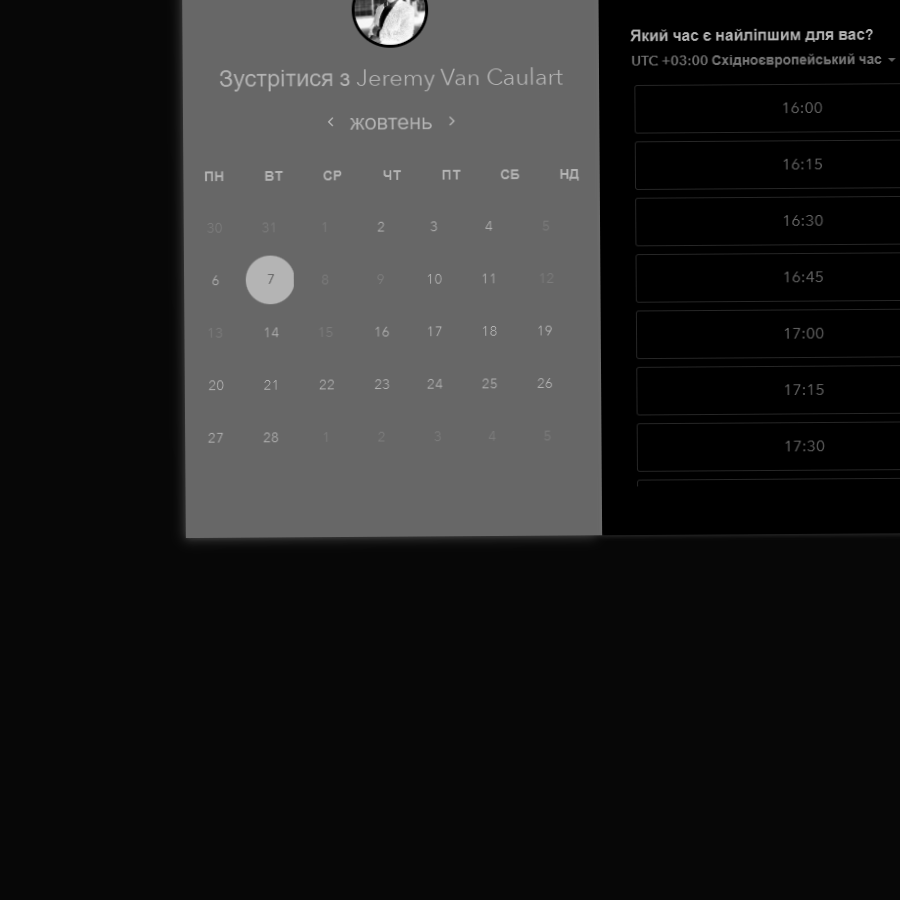 Зустрітися з Jeremy Van Caulart
жовтень
ПН ВТ СР ЧТ ПТ СБ НД
30 31 1 2 3 4 5
6 7 8 9 10 11 12
13 14 15 16 17 18 19
20 21 22 23 24 25 26
27 28 1 2 3 4 5
Який час є найліпшим для вас?
UTC +03:00 Східноєвропейський час
16:00
16:15
16:30
16:45
17:00
17:15
17:30